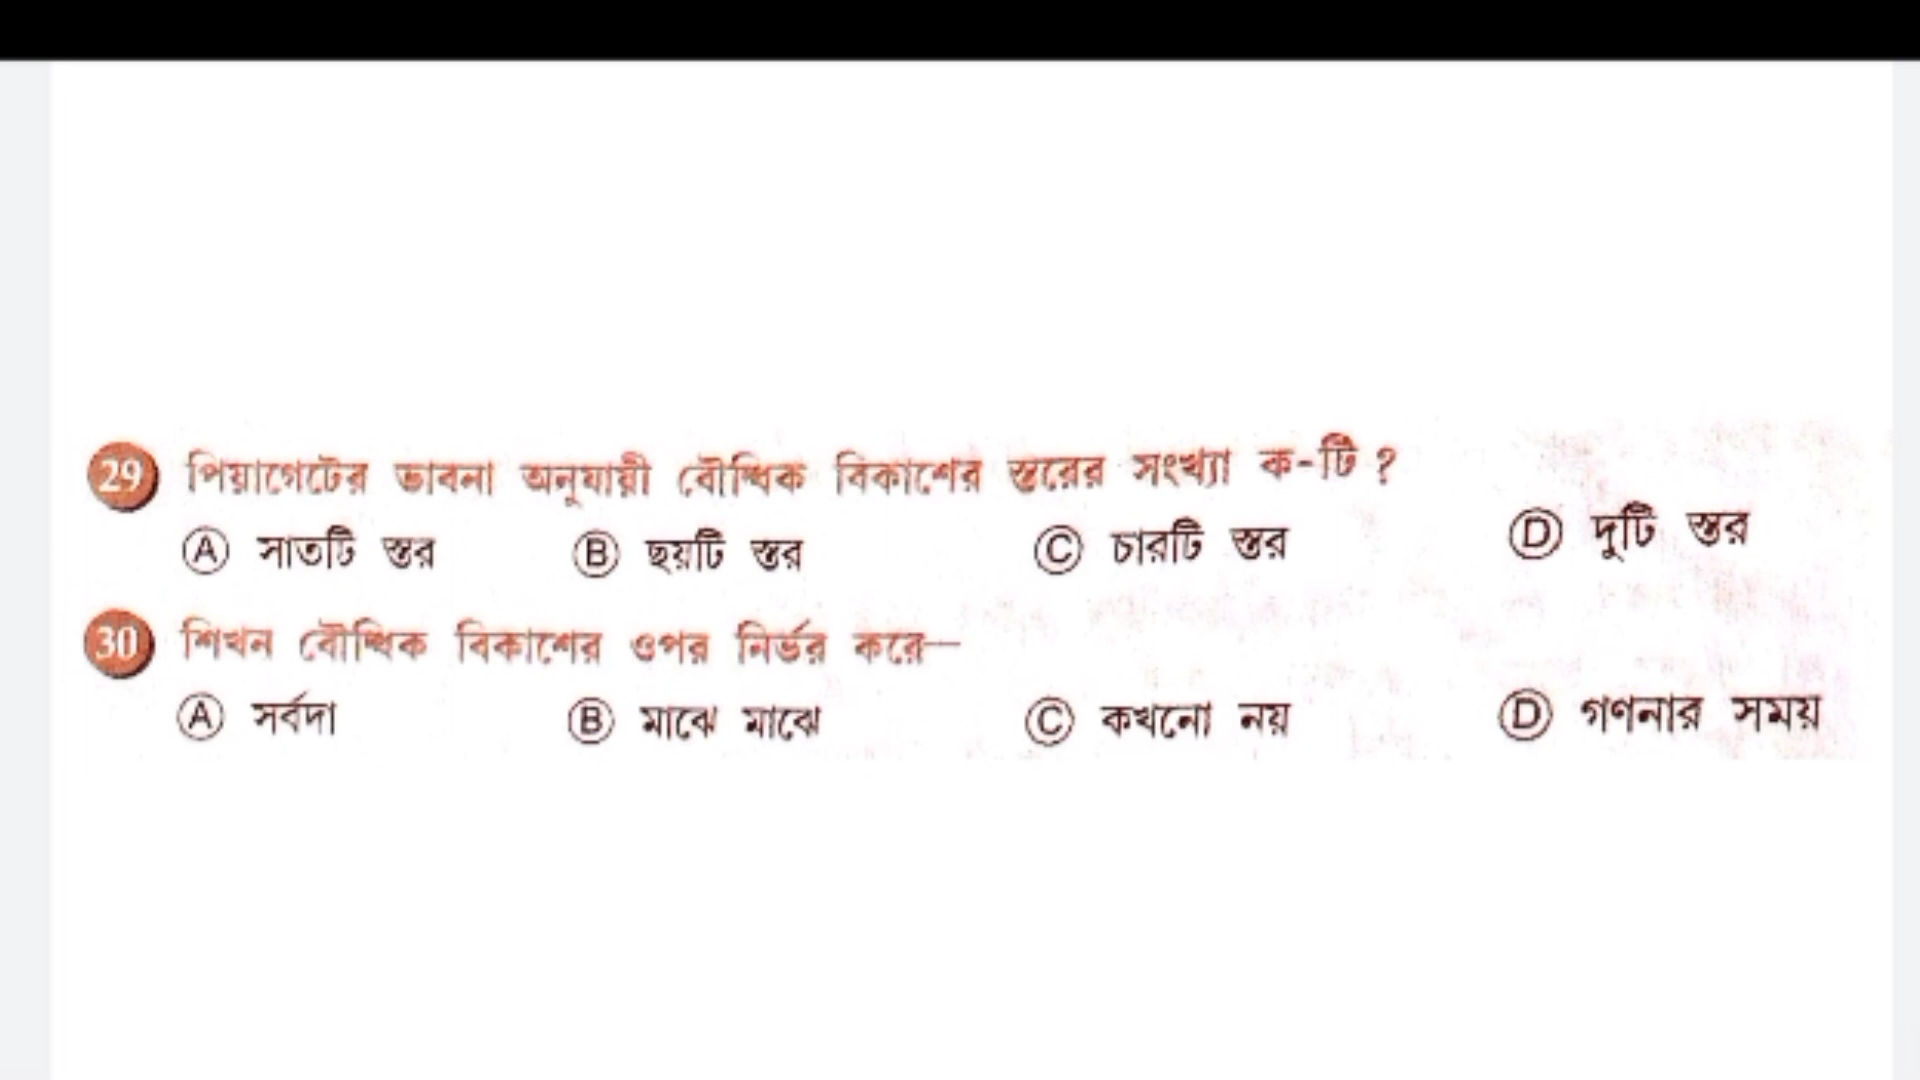 29 পিয়াগেটের ভাবনা অনুযায়ী বৌদ্ধিক বিকাশের স্তরের সংখ্যা ক-টি ?
Ⓐ সাতটি স্তর Ⓑ ছয়টি স্তর Ⓒ চারটি স্তর Ⓓ দুটি স্তর
30 শিখন বৌদ্ধিক বিকাশের ওপর নির্ভর করে—
Ⓐ সর্বদা Ⓑ মাঝে মাঝে Ⓒ কখনো নয় Ⓓ গণনার সময়